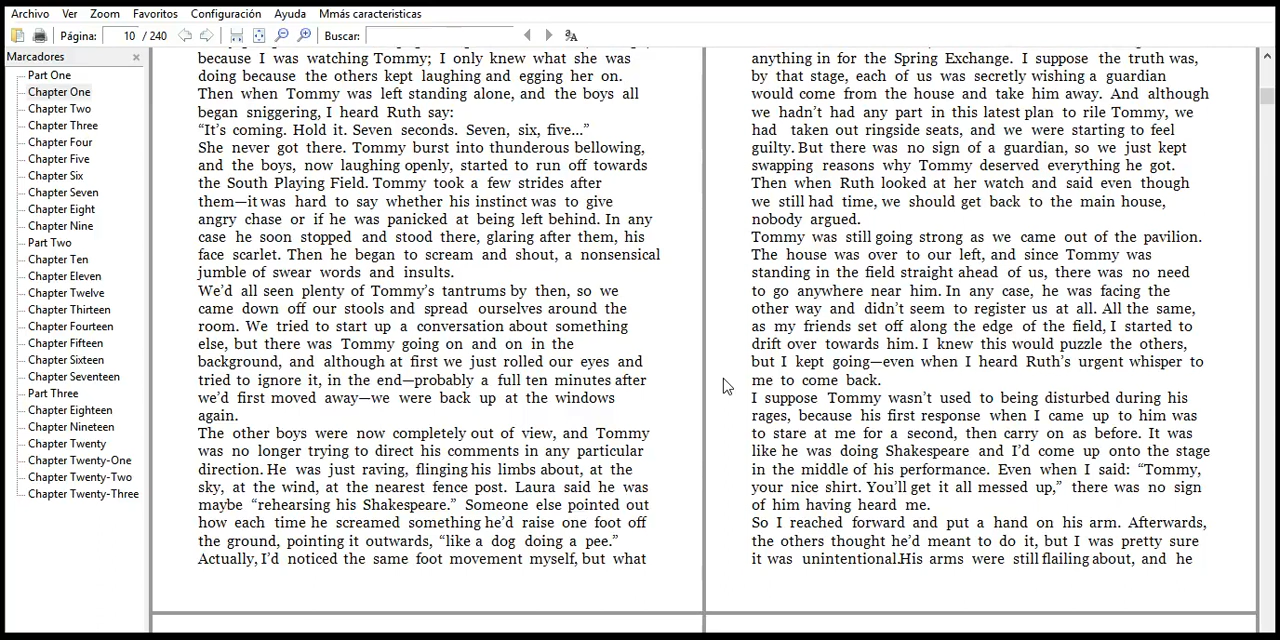 Archivo Ver Zoom Favoritos Configuración Ayuda Mmás caracteristicas
Página: 10 / 240 Buscar:
Marcadores
Part One
Chapter One
Chapter Two
Chapter Three
Chapter Four
Chapter Five
Chapter Six
Chapter Seven
Chapter Eight
Chapter Nine
Part Two
Chapter Ten
Chapter Eleven
Chapter Twelve
Chapter Thirteen
Chapter Fourteen
Chapter Fifteen
Chapter Sixteen
Chapter Seventeen
Part Three
Chapter Eighteen
Chapter Nineteen
Chapter Twenty
Chapter Twenty-One
Chapter Twenty-Two
Chapter Twenty-Three
because I was watching Tommy; I only knew what she was
doing because the others kept laughing and egging her on.
Then when Tommy was left standing alone, and the boys all
began sniggering, I heard Ruth say:
“It’s coming. Hold it. Seven seconds. Seven, six, five...”
She never got there. Tommy burst into thunderous bellowing,
and the boys, now laughing openly, started to run off towards
the South Playing Field. Tommy took a few strides after
them—it was hard to say whether his instinct was to give
angry chase or if he was panicked at being left behind. In any
case he soon stopped and stood there, glaring after them, his
face scarlet. Then he began to scream and shout, a nonsensical
jumble of swear words and insults.
We’d all seen plenty of Tommy’s tantrums by then, so we
came down off our stools and spread ourselves around the
room. We tried to start up a conversation about something
else, but there was Tommy going on and on in the
background, and although at first we just rolled our eyes and
tried to ignore it, in the end—probably a full ten minutes after
we’d first moved away—we were back up at the windows
again.
The other boys were now completely out of view, and Tommy
was no longer trying to direct his comments in any particular
direction. He was just raving, flinging his limbs about, at the
sky, at the wind, at the nearest fence post. Laura said he was
maybe “rehearsing his Shakespeare.” Someone else pointed out
how each time he screamed something he’d raise one foot off
the ground, pointing it outwards, “like a dog doing a pee.”
Actually, I’d noticed the same foot movement myself, but what
anything in for the Spring Exchange. I suppose the truth was,
by that stage, each of us was secretly wishing a guardian
would come from the house and take him away. And although
we hadn’t had any part in this latest plan to rile Tommy, we
had taken out ringside seats, and we were starting to feel
guilty. But there was no sign of a guardian, so we just kept
swapping reasons why Tommy deserved everything he got.
Then when Ruth looked at her watch and said even though
we still had time, we should get back to the main house,
nobody argued.
Tommy was still going strong as we came out of the pavilion.
The house was over to our left, and since Tommy was
standing in the field straight ahead of us, there was no need
to go anywhere near him. In any case, he was facing the
other way and didn’t seem to register us at all. All the same,
as my friends set off along the edge of the field, I started to
drift over towards him. I knew this would puzzle the others,
but I kept going—even when I heard Ruth’s urgent whisper to
me to come back.
I suppose Tommy wasn’t used to being disturbed during his
rages, because his first response when I came up to him was
to stare at me for a second, then carry on as before. It was
like he was doing Shakespeare and I’d come up onto the stage
in the middle of his performance. Even when I said: “Tommy,
your nice shirt. You’ll get it all messed up,” there was no sign
of him having heard me.
So I reached forward and put a hand on his arm. Afterwards,
the others thought he’d meant to do it, but I was pretty sure
it was unintentional.His arms were still flailing about, and he